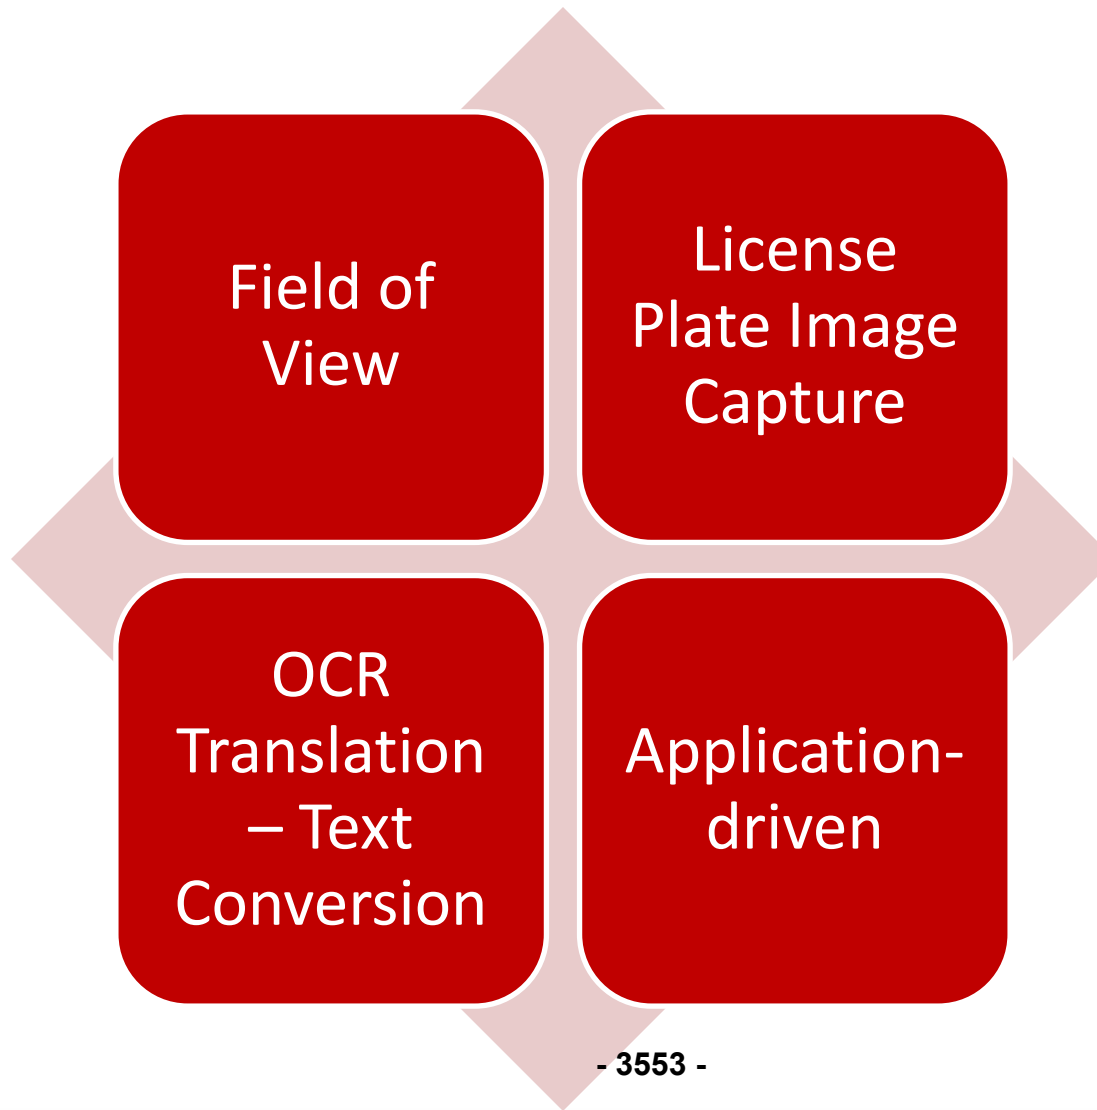 Field of
View
License
Plate Image
Capture
OCR
Translation
– Text
Conversion
Application-
driven
- 3553 -